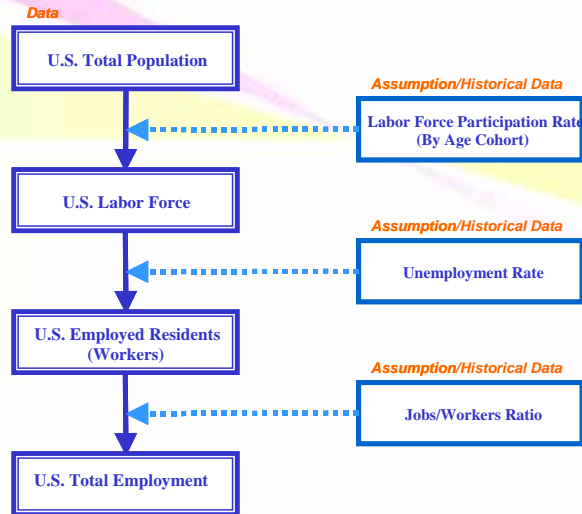 Data
U.S. Total Population
Assumption/Historical Data
Labor Force Participation Rate
(By Age Cohort)
U.S. Labor Force
Assumption/Historical Data
Unemployment Rate
U.S. Employed Residents
(Workers)
Assumption/Historical Data
Jobs/Workers Ratio
U.S. Total Employment